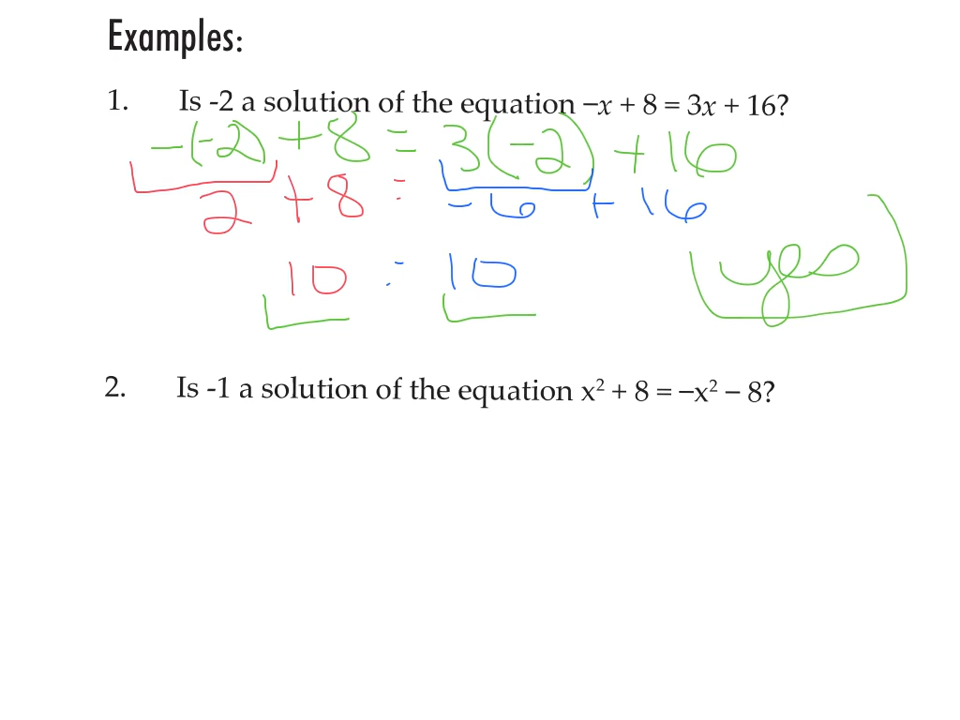 Examples:
1. Is -2 a solution of the equation −x + 8 = 3x + 16?
-(-2) + 8 = 3(-2) + 16
2 + 8 = -6 + 16
10 = 10
yes
2. Is -1 a solution of the equation x² + 8 = −x² − 8?